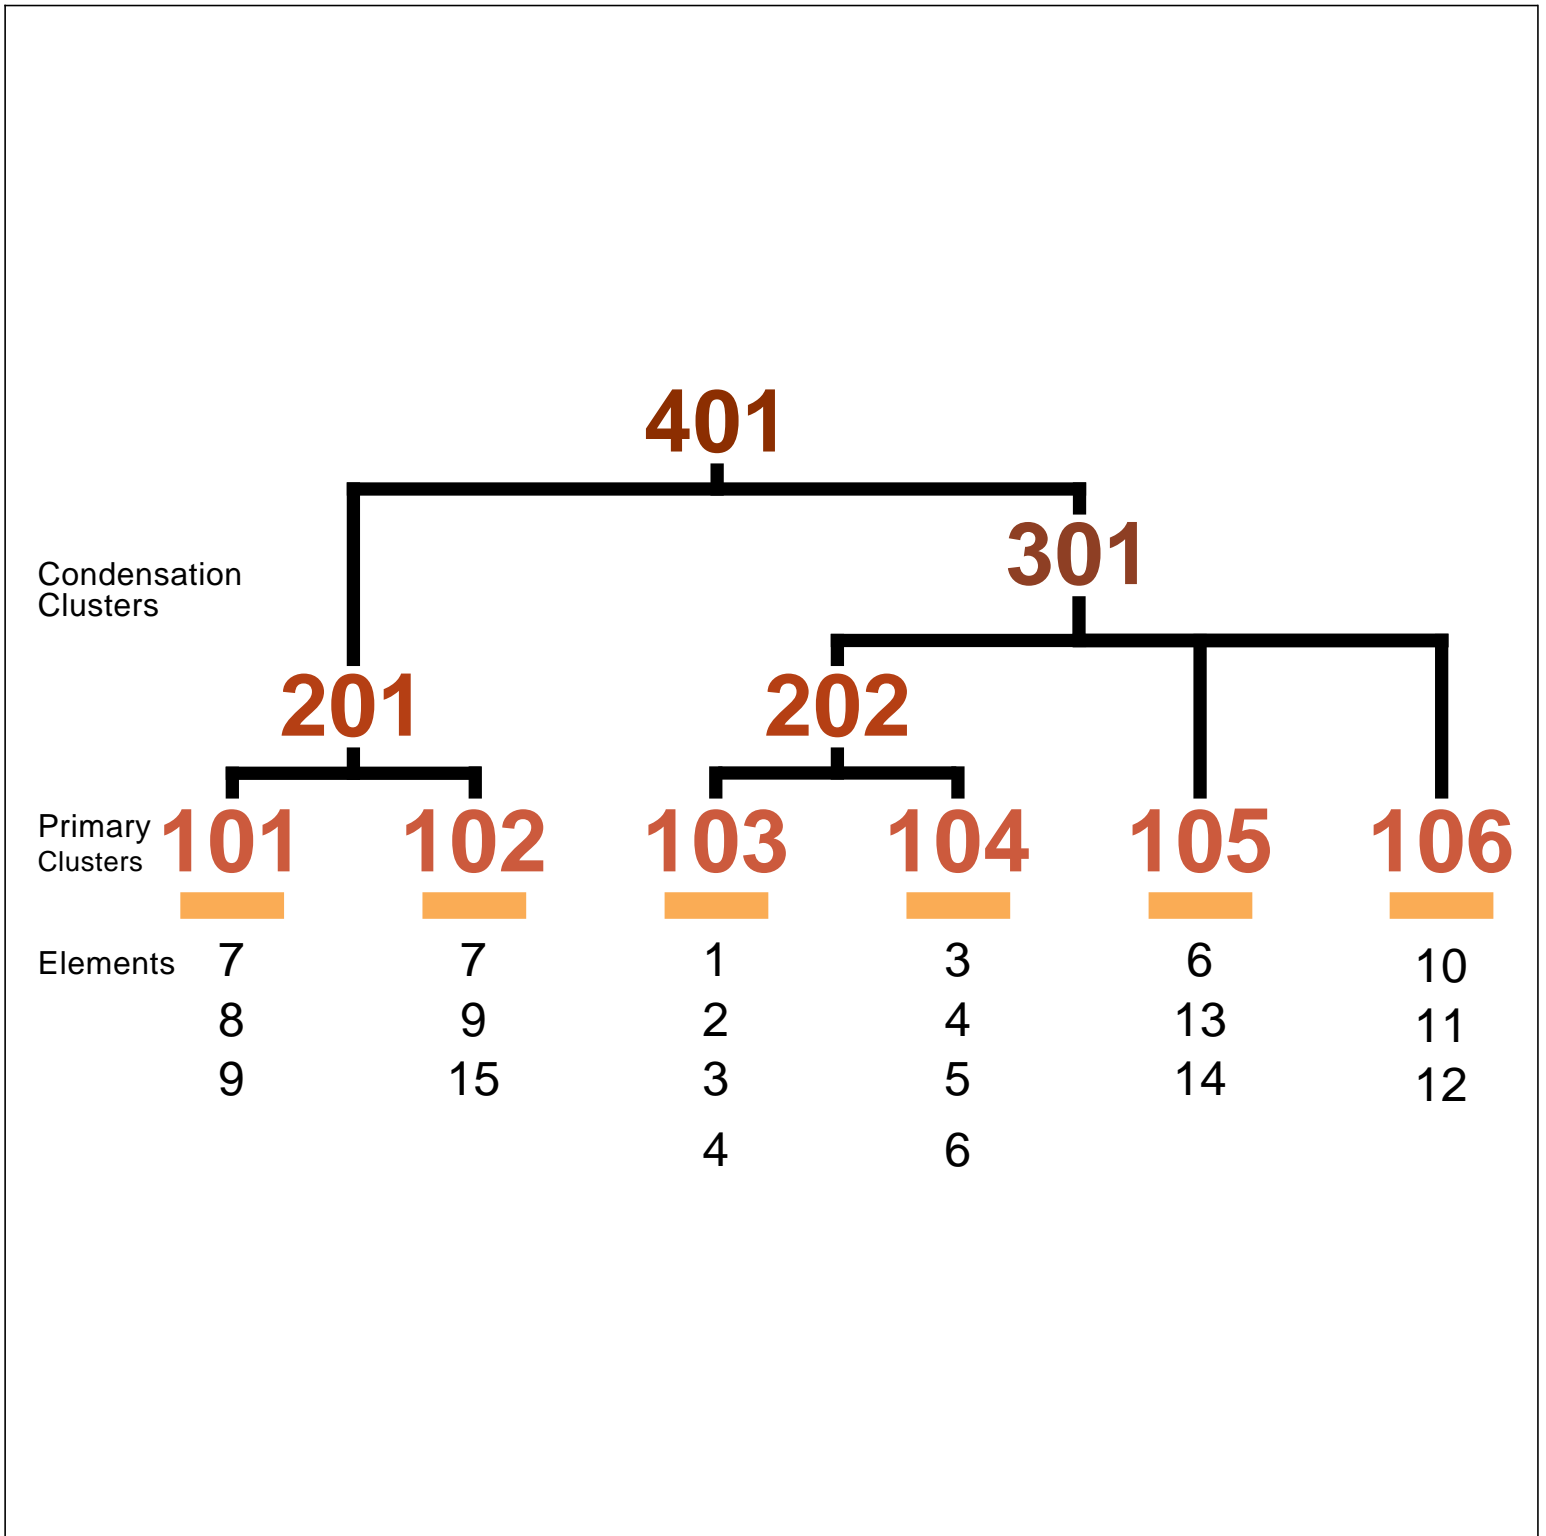 401
301
Condensation
Clusters
201 202
Primary 101 102 103 104 105 106
Clusters
Elements 7 7 1 3 6 10
8 9 2 4 13 11
9 15 3 5 14 12
4 6